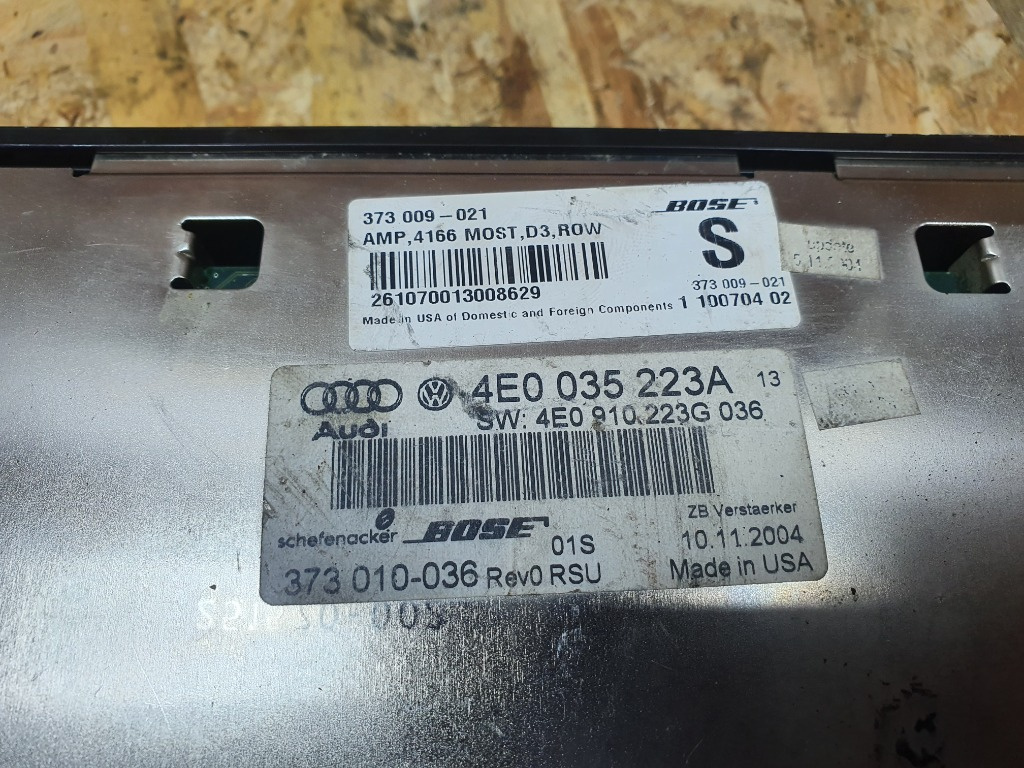 373 009-021
BOSE
AMP,4166 MOST,D3,ROW
S
261070013008629
373 009-021
Made in USA of Domestic and Foreign Components 1 100704 02
update
4E0 035 223A 13
SW: 4E0 910 223G 036
Audi
ZB Verstaerker
schefenacker BOSE 01S 10.11.2004
373 010-036 Rev0 RSU Made in USA